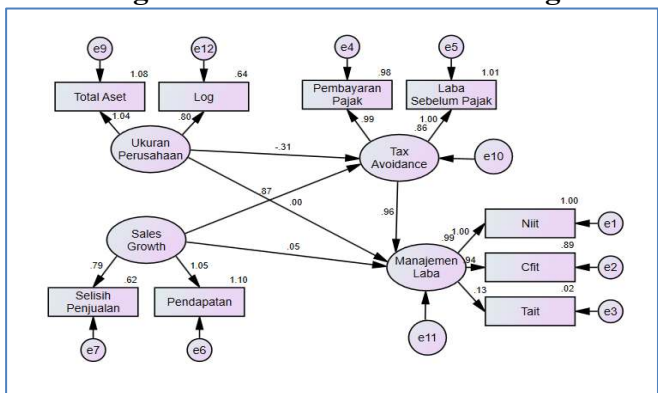 e9
e12
e4
e5
1.08
.64
.98
1.01
Total Aset
Log
Pembayaran
Pajak
Laba
Sebelum Pajak
1.04
.80
.99
1.00
.86
Ukuran
Perusahaan
-.31
Tax
Avoidance
e10
.87
.00
.96
1.00
Sales
Growth
.05
.99
1.00
Niit
e1
Manajemen
Laba
.94
.89
Cfit
e2
.79
.62
1.05
1.10
.13
.02
Selisih
Penjualan
Pendapatan
Tait
e3
e7
e6
e11